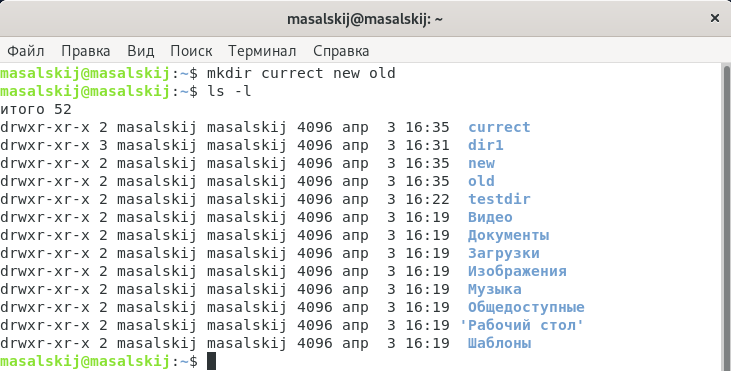 masalskij@masalskij: ~
Файл Правка Вид Поиск Терминал Справка
masalskij@masalskij:~$ mkdir currect new old
masalskij@masalskij:~$ ls -l
итого 52
drwxr-xr-x 2 masalskij masalskij 4096 апр  3 16:35  currect
drwxr-xr-x 3 masalskij masalskij 4096 апр  3 16:31  dir1
drwxr-xr-x 2 masalskij masalskij 4096 апр  3 16:35  new
drwxr-xr-x 2 masalskij masalskij 4096 апр  3 16:35  old
drwxr-xr-x 2 masalskij masalskij 4096 апр  3 16:22  testdir
drwxr-xr-x 2 masalskij masalskij 4096 апр  3 16:19  Видео
drwxr-xr-x 2 masalskij masalskij 4096 апр  3 16:19  Документы
drwxr-xr-x 2 masalskij masalskij 4096 апр  3 16:19  Загрузки
drwxr-xr-x 2 masalskij masalskij 4096 апр  3 16:19  Изображения
drwxr-xr-x 2 masalskij masalskij 4096 апр  3 16:19  Музыка
drwxr-xr-x 2 masalskij masalskij 4096 апр  3 16:19  Общедоступные
drwxr-xr-x 2 masalskij masalskij 4096 апр  3 16:19 'Рабочий стол'
drwxr-xr-x 2 masalskij masalskij 4096 апр  3 16:19  Шаблоны
masalskij@masalskij:~$